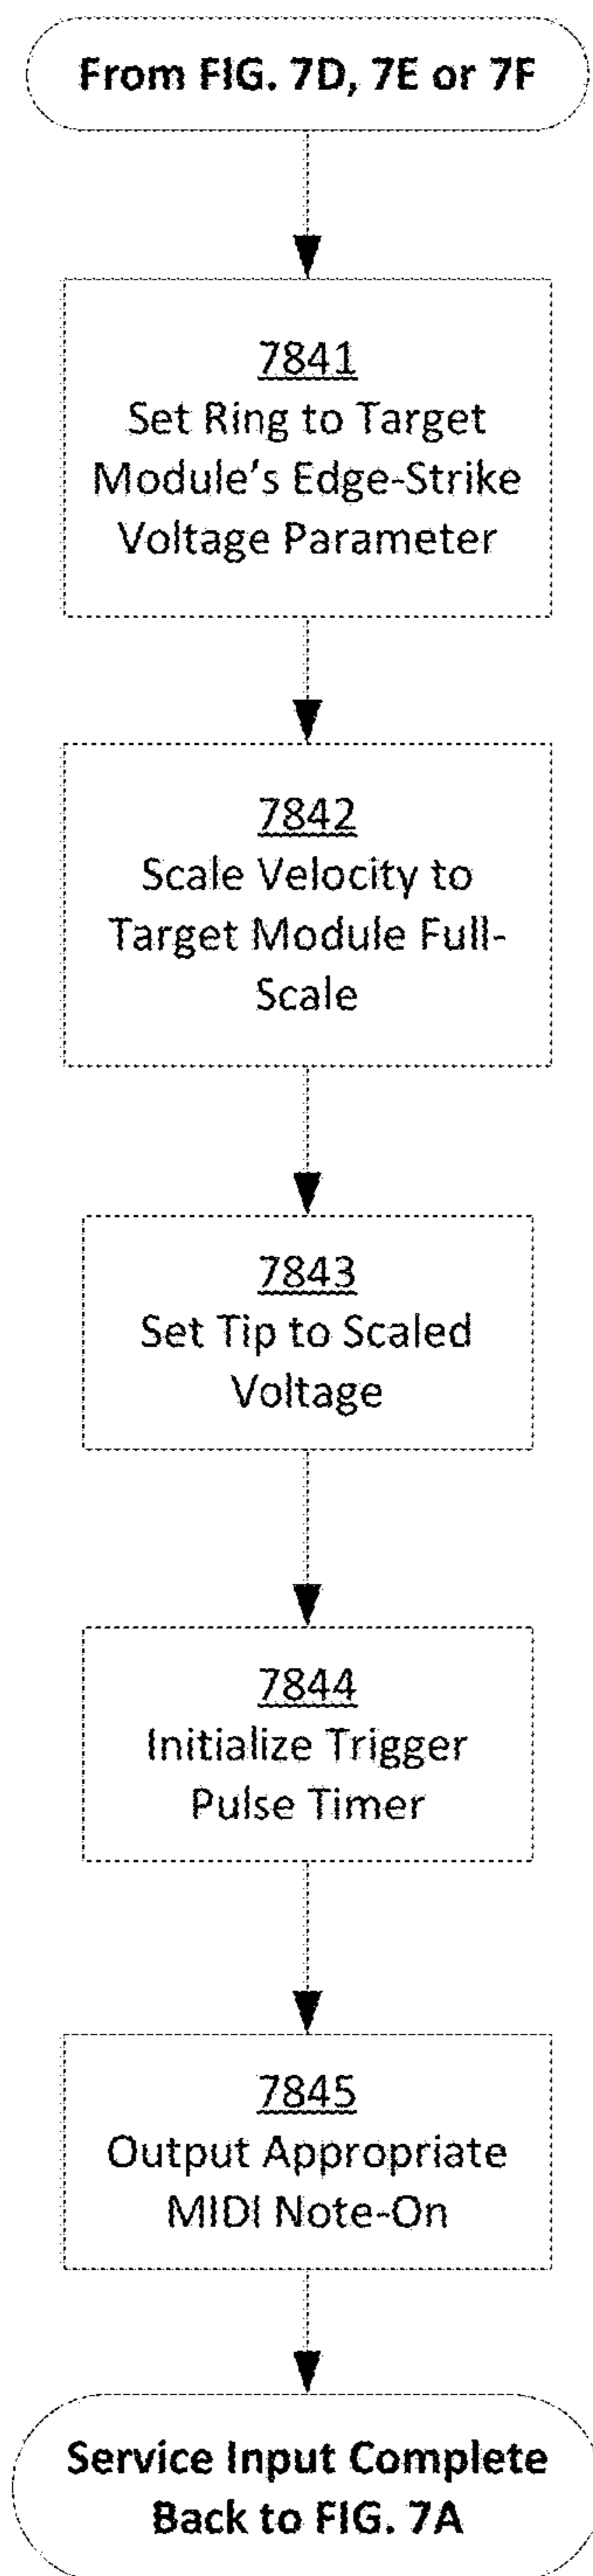 From FIG. 7D, 7E or 7F
7841
Set Ring to Target
Module's Edge-Strike
Voltage Parameter
7842
Scale Velocity to
Target Module Full-
Scale
7843
Set Tip to Scaled
Voltage
7844
Initialize Trigger
Pulse Timer
7845
Output Appropriate
MIDI Note-On
Service Input Complete
Back to FIG. 7A